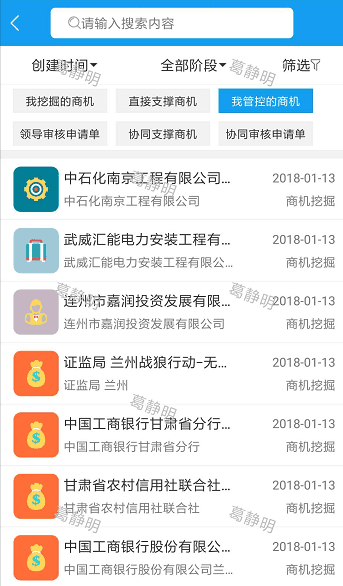 请输入搜索内容
创建时间 全部阶段 筛选
我挖掘的商机 直接支撑商机 我管控的商机
领导审核申请单 协同支撑商机 协同审核申请单
中石化南京工程有限公司... 2018-01-13
中石化南京工程有限公司 商机挖掘
武威汇能电力安装工程有... 2018-01-13
武威汇能电力安装工程有限公... 商机挖掘
连州市嘉润投资发展有限... 2018-01-13
连州市嘉润投资发展有限公司 商机挖掘
证监局 兰州战狼行动-无... 2018-01-13
证监局 兰州 商机挖掘
中国工商银行甘肃省分行... 2018-01-13
中国工商银行甘肃省分行 商机挖掘
甘肃省农村信用社联合社... 2018-01-13
甘肃省农村信用社联合社 商机挖掘
中国工商银行股份有限公... 2018-01-13
中国工商银行股份有限公司兰... 商机挖掘
葛静明
葛静明
葛静明
葛静明
葛静明
葛静明
葛静明
葛静明